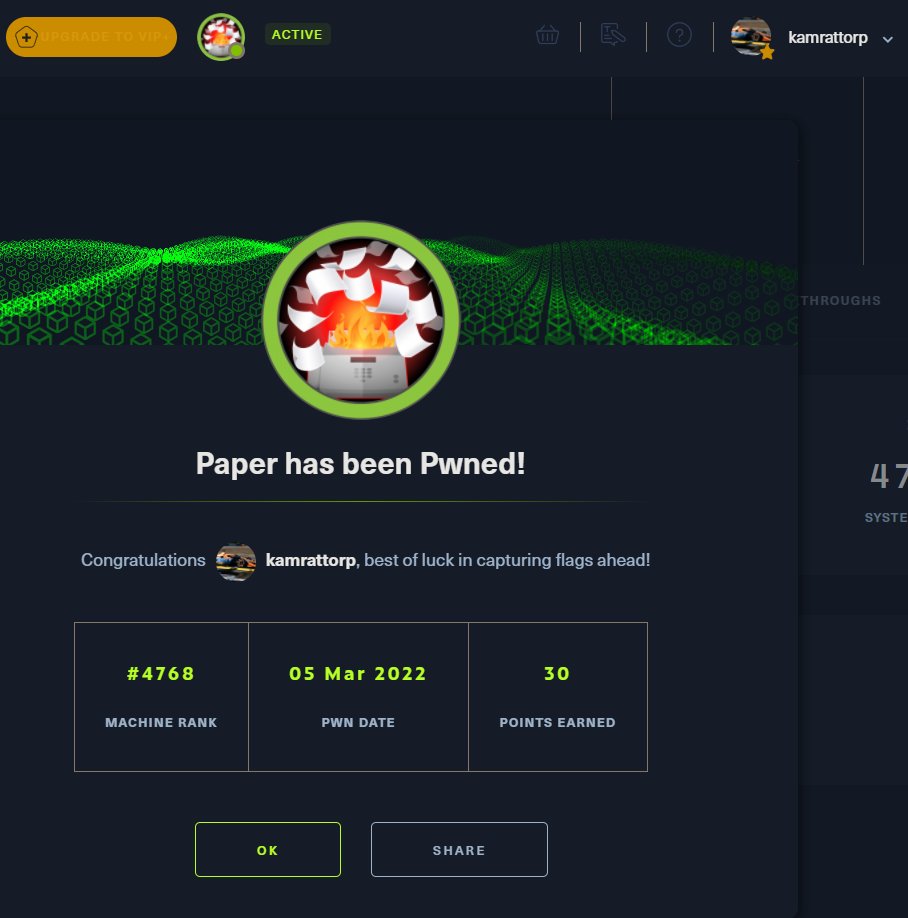 UPGRADE TO VIP+
ACTIVE
kamrattorp
THROUGHS
47
SYSTE
Paper has been Pwned!
Congratulations kamrattorp, best of luck in capturing flags ahead!
#4768 05 Mar 2022 30
MACHINE RANK PWN DATE POINTS EARNED
OK SHARE